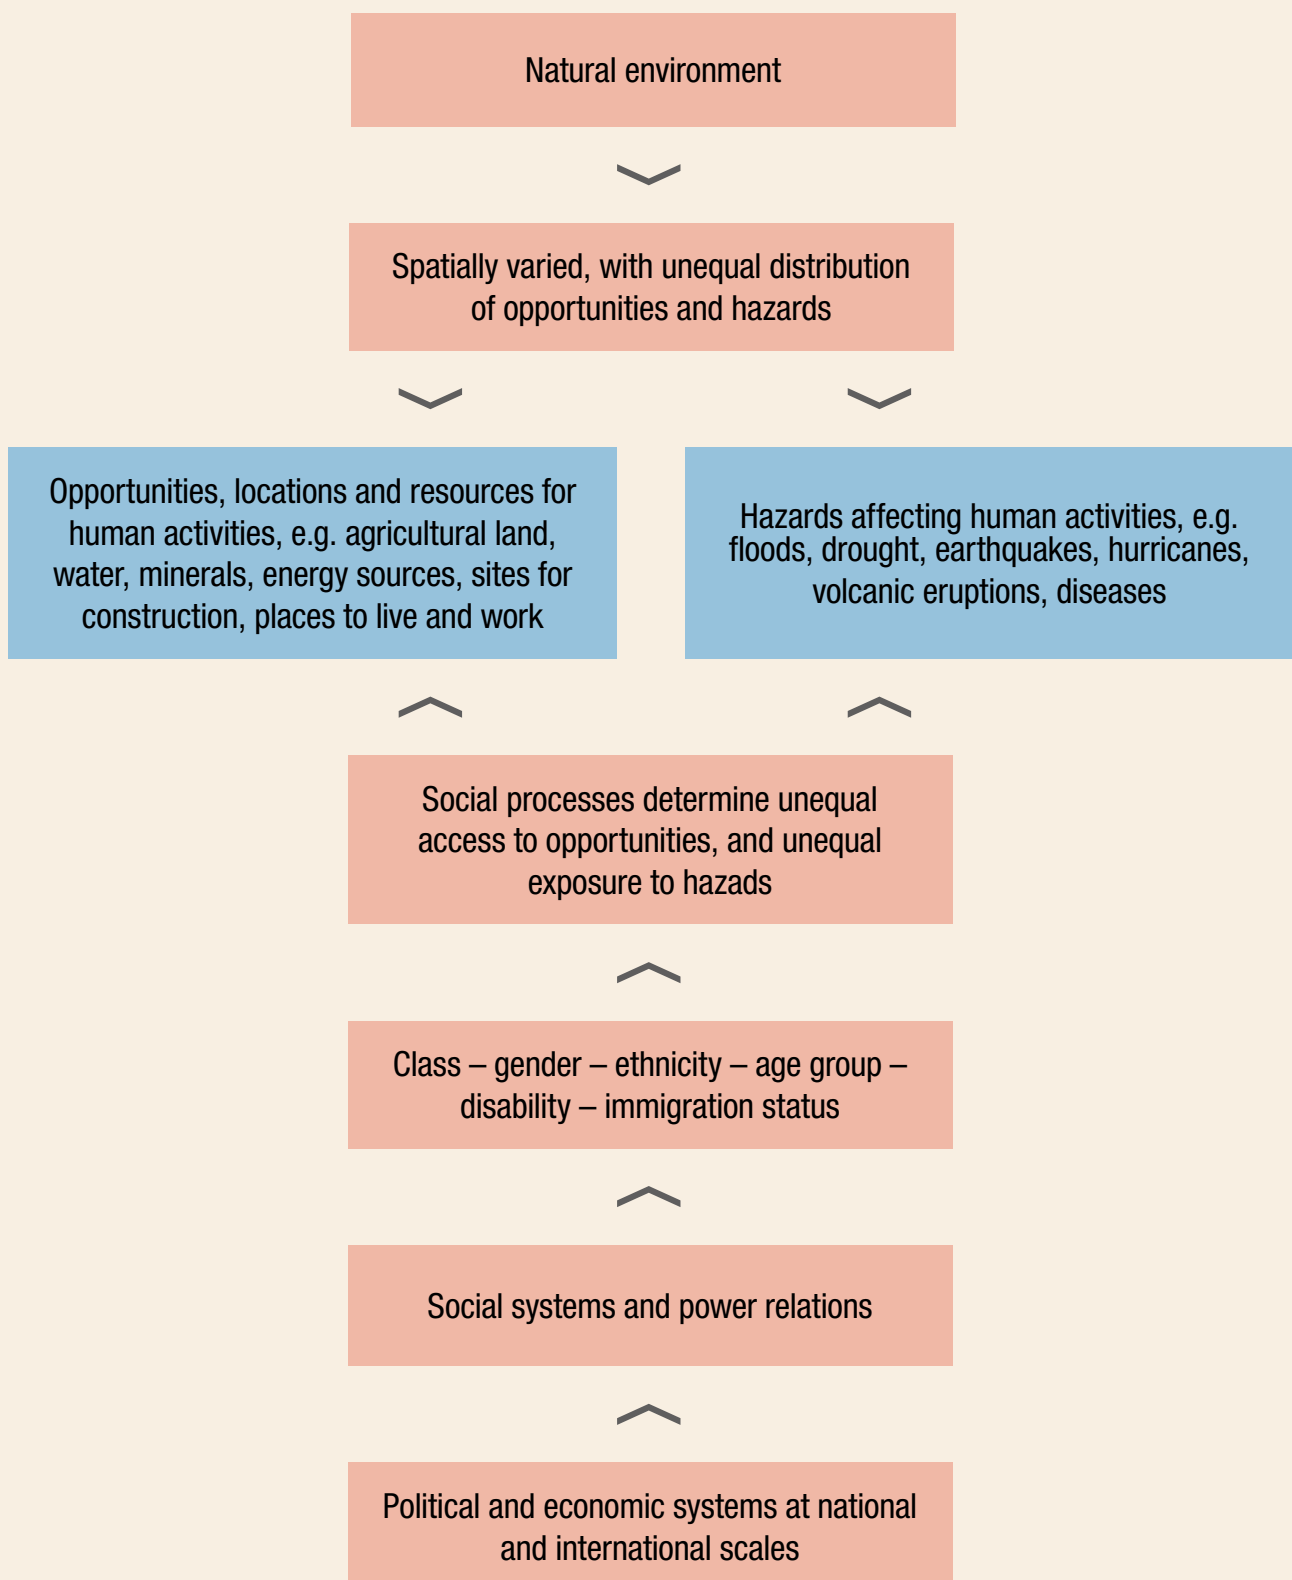 Natural environment
Spatially varied, with unequal distribution
of opportunities and hazards
Opportunities, locations and resources for
human activities, e.g. agricultural land,
water, minerals, energy sources, sites for
construction, places to live and work
Hazards affecting human activities, e.g.
floods, drought, earthquakes, hurricanes,
volcanic eruptions, diseases
Social processes determine unequal
access to opportunities, and unequal
exposure to hazads
Class – gender – ethnicity – age group –
disability – immigration status
Social systems and power relations
Political and economic systems at national
and international scales